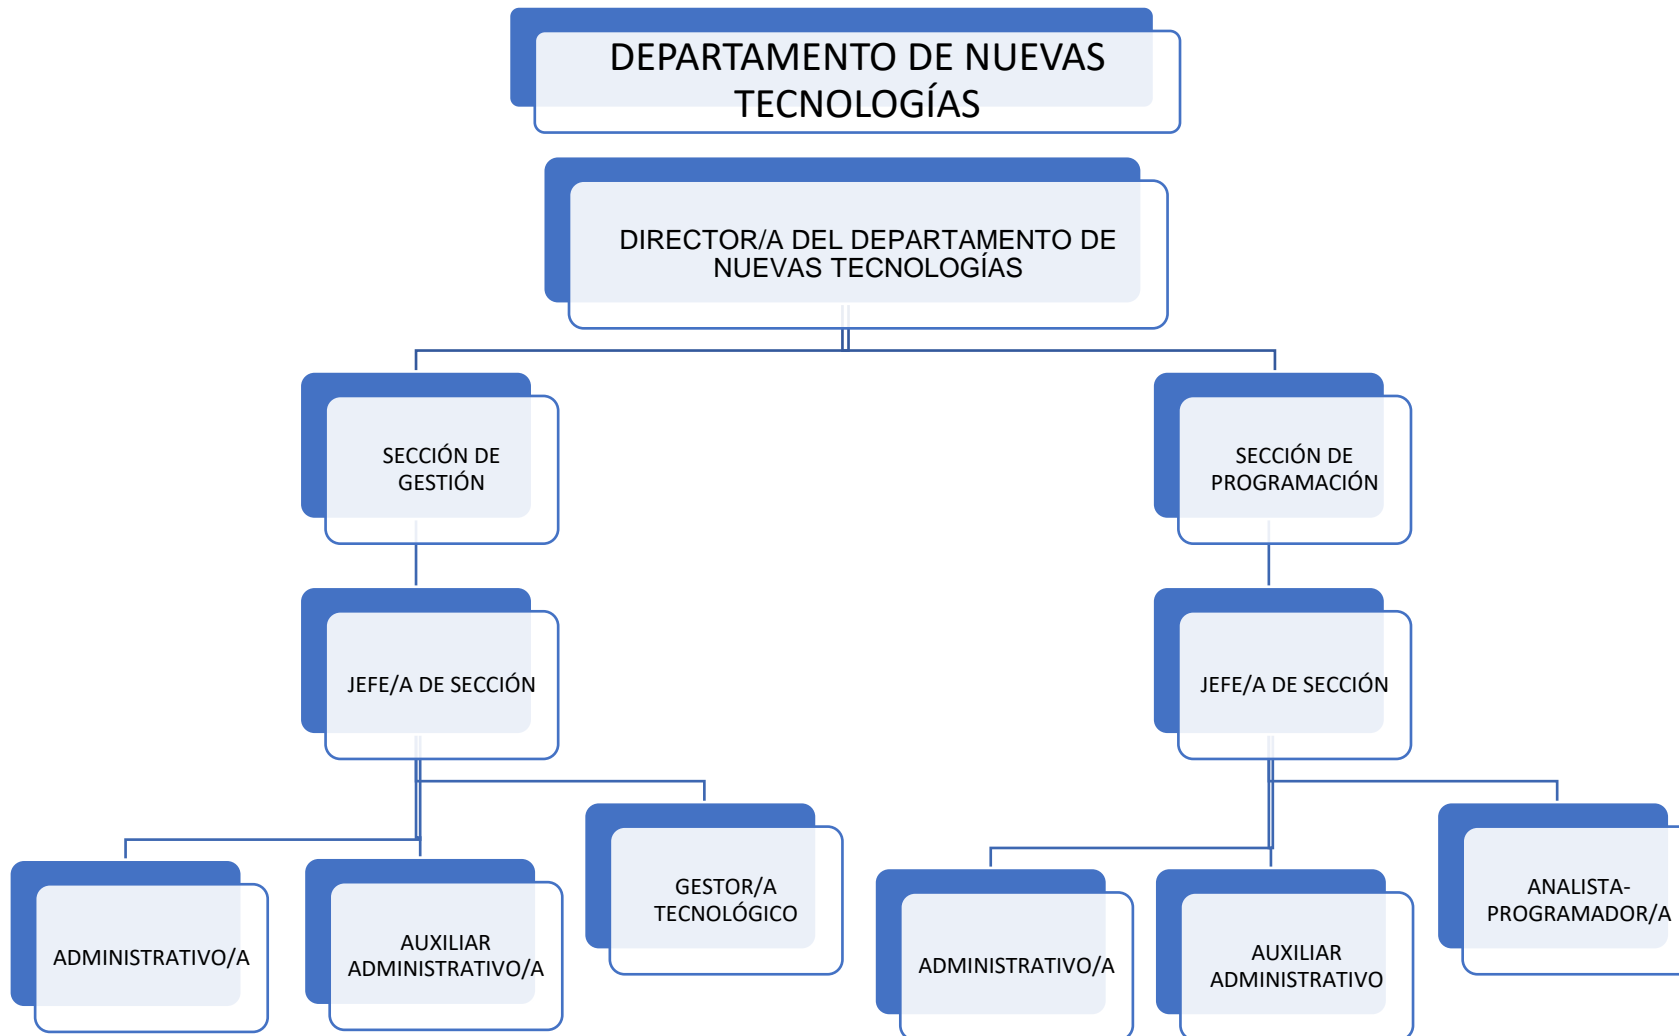 DEPARTAMENTO DE NUEVAS
TECNOLOGÍAS
DIRECTOR/A DEL DEPARTAMENTO DE
NUEVAS TECNOLOGÍAS
SECCIÓN DE
GESTIÓN
SECCIÓN DE
PROGRAMACIÓN
JEFE/A DE SECCIÓN
JEFE/A DE SECCIÓN
ADMINISTRATIVO/A
AUXILIAR
ADMINISTRATIVO/A
GESTOR/A
TECNOLÓGICO
ADMINISTRATIVO/A
AUXILIAR
ADMINISTRATIVO
ANALISTA-
PROGRAMADOR/A